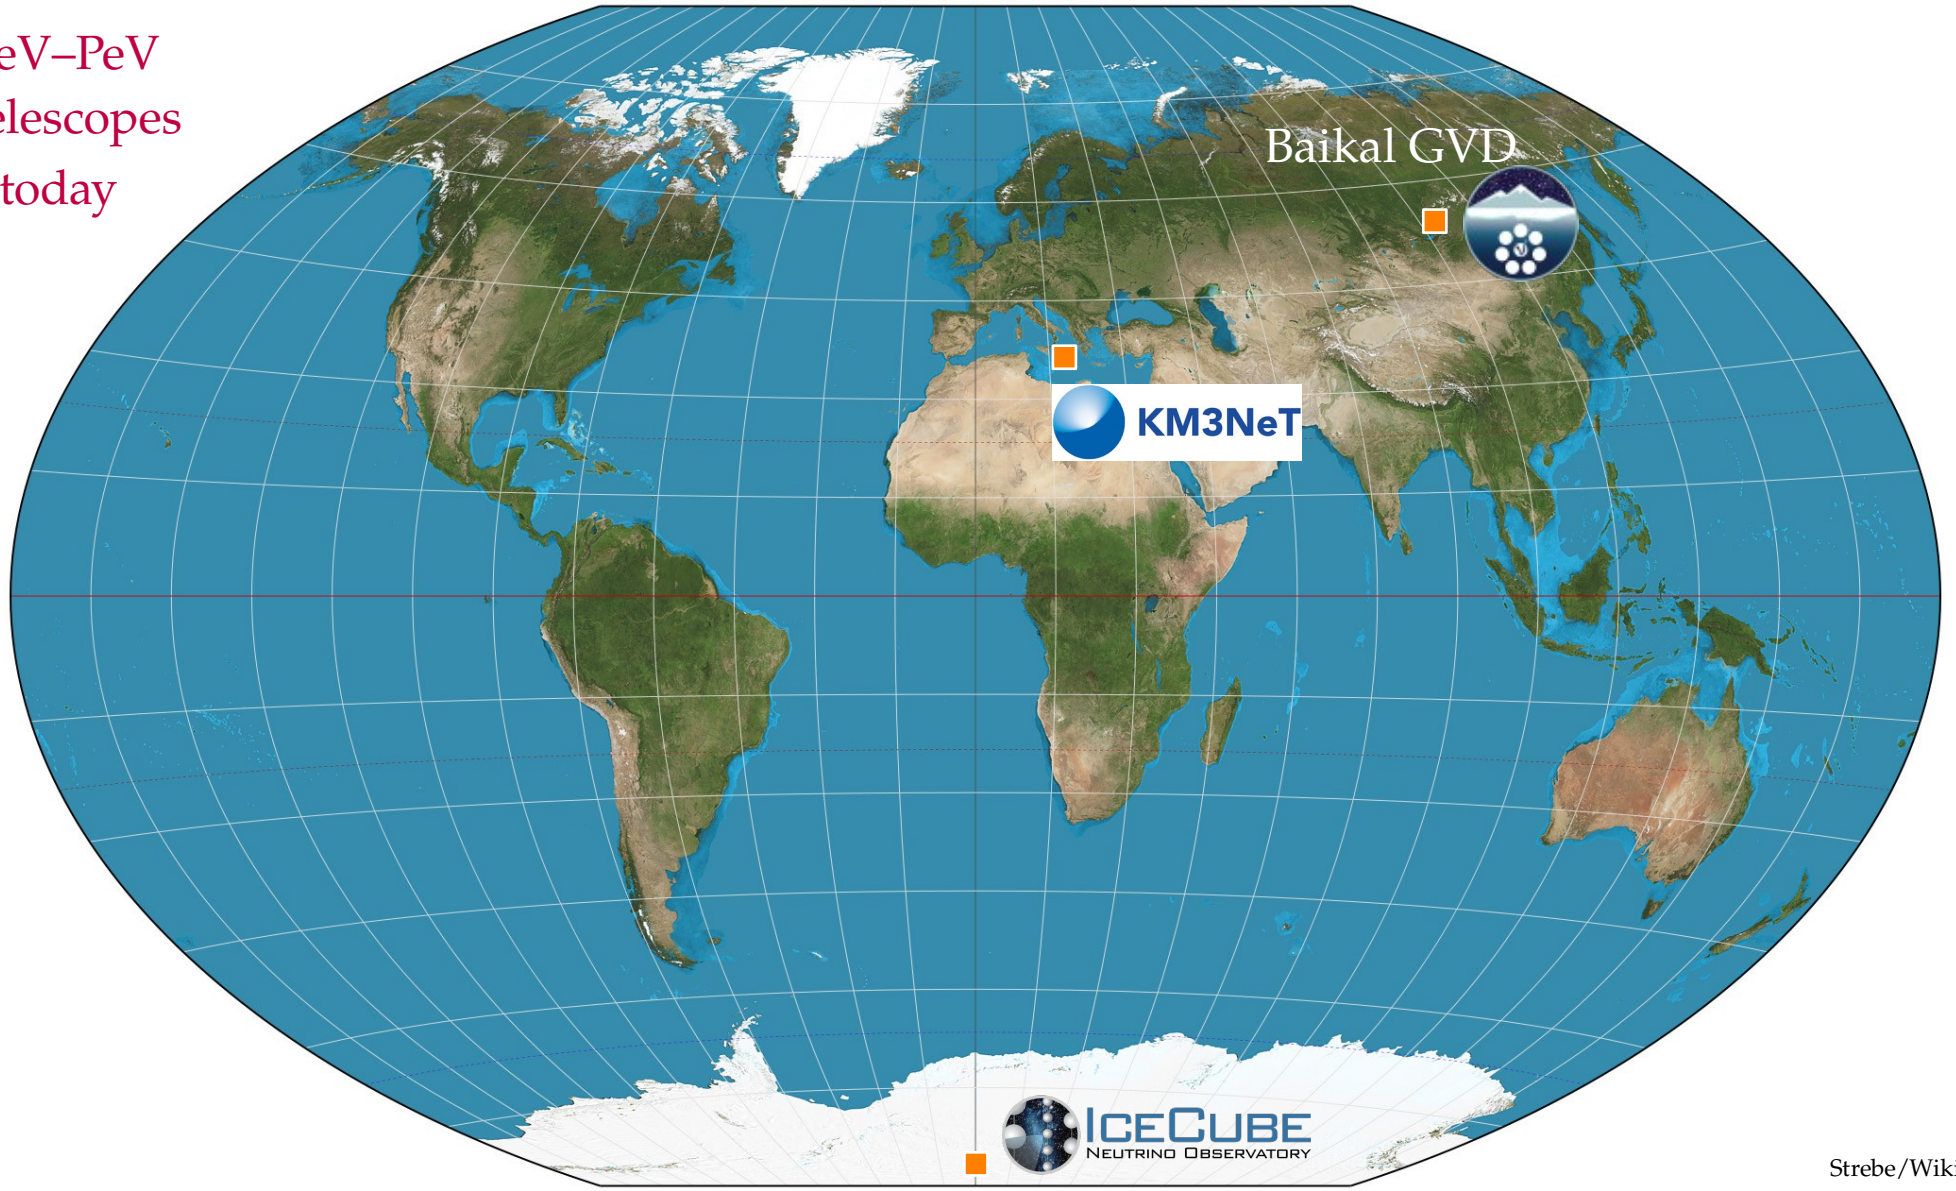 eV–PeV
elescopes
today
Baikal GVD
KM3NeT
ICECUBE
NEUTRINO OBSERVATORY
Strebe/Wiki